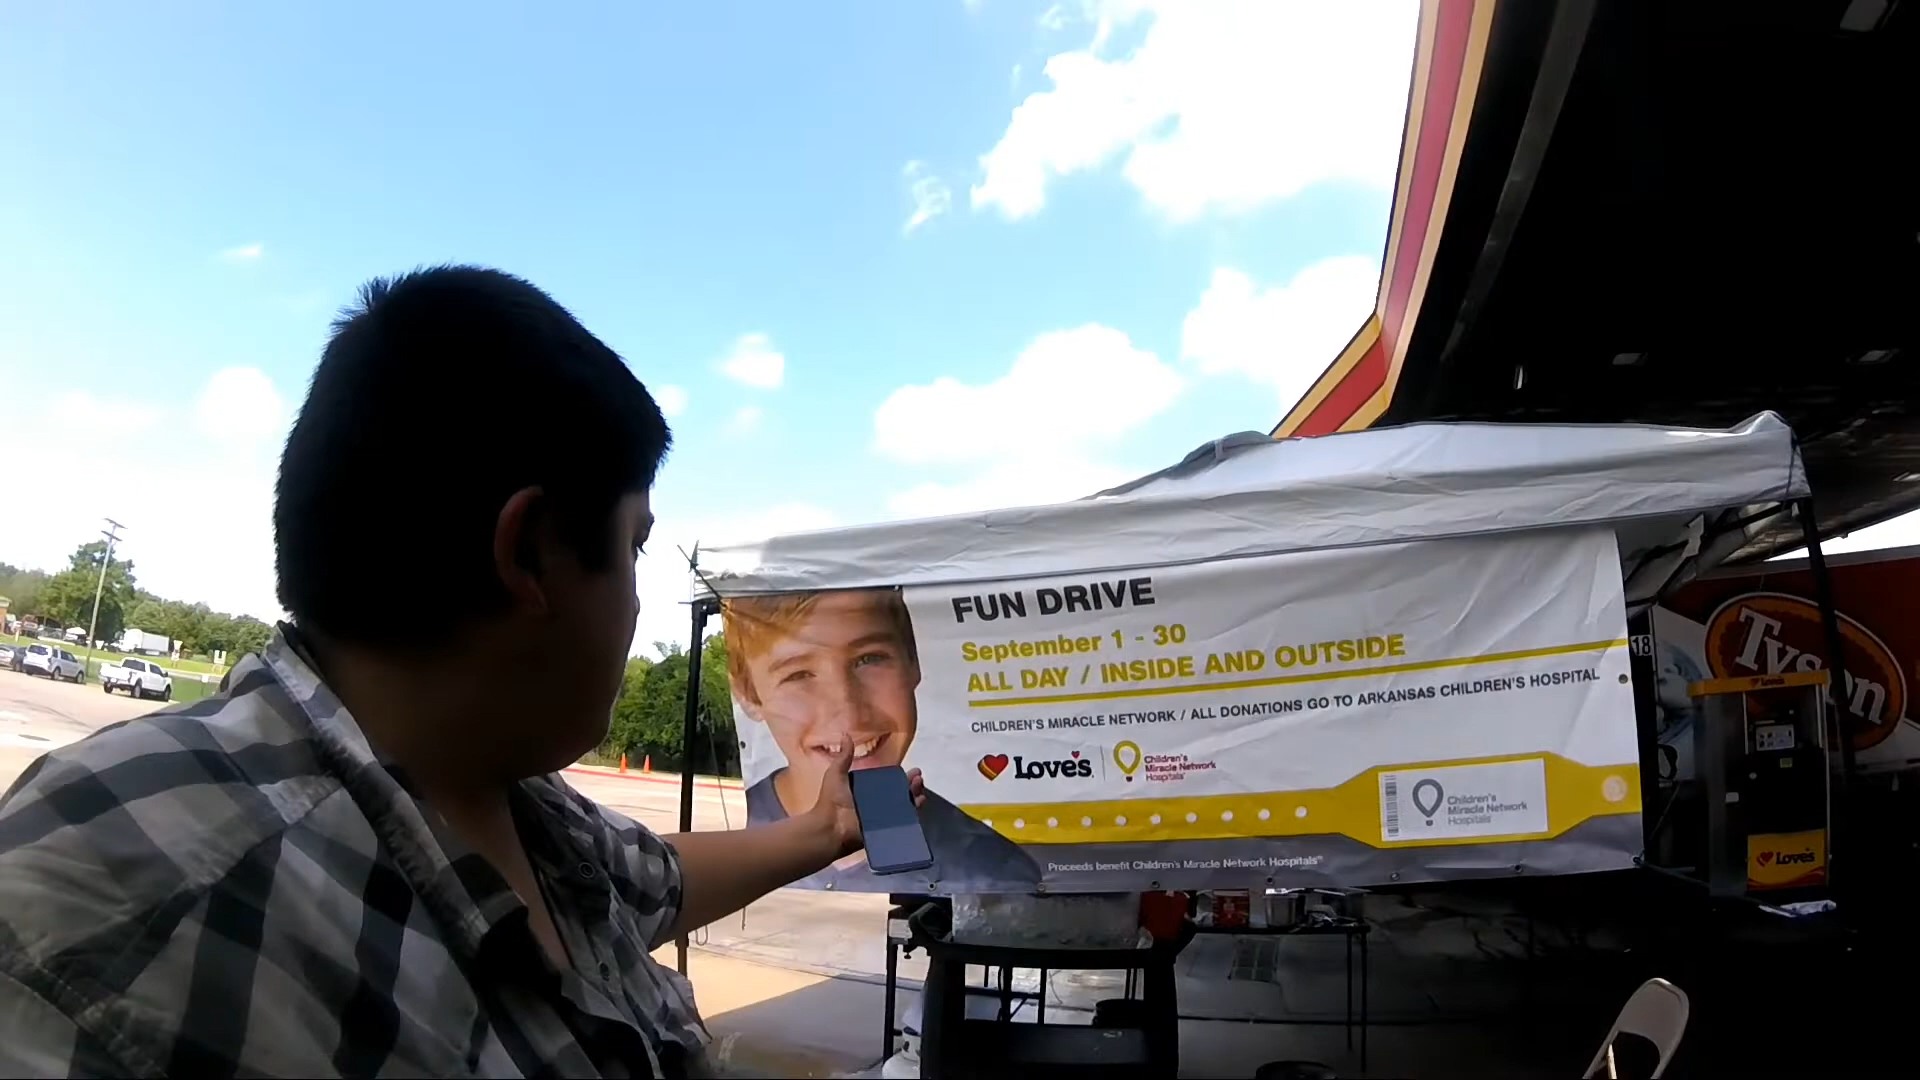 FUN DRIVE
September 1 - 30
ALL DAY / INSIDE AND OUTSIDE
CHILDREN'S MIRACLE NETWORK / ALL DONATIONS GO TO ARKANSAS CHILDREN'S HOSPITAL
Love's
Children's
Miracle Network
Hospitals
Children's
Miracle Network
Hospitals
Proceeds benefit Children's Miracle Network Hospitals
18
Tyson
Love's